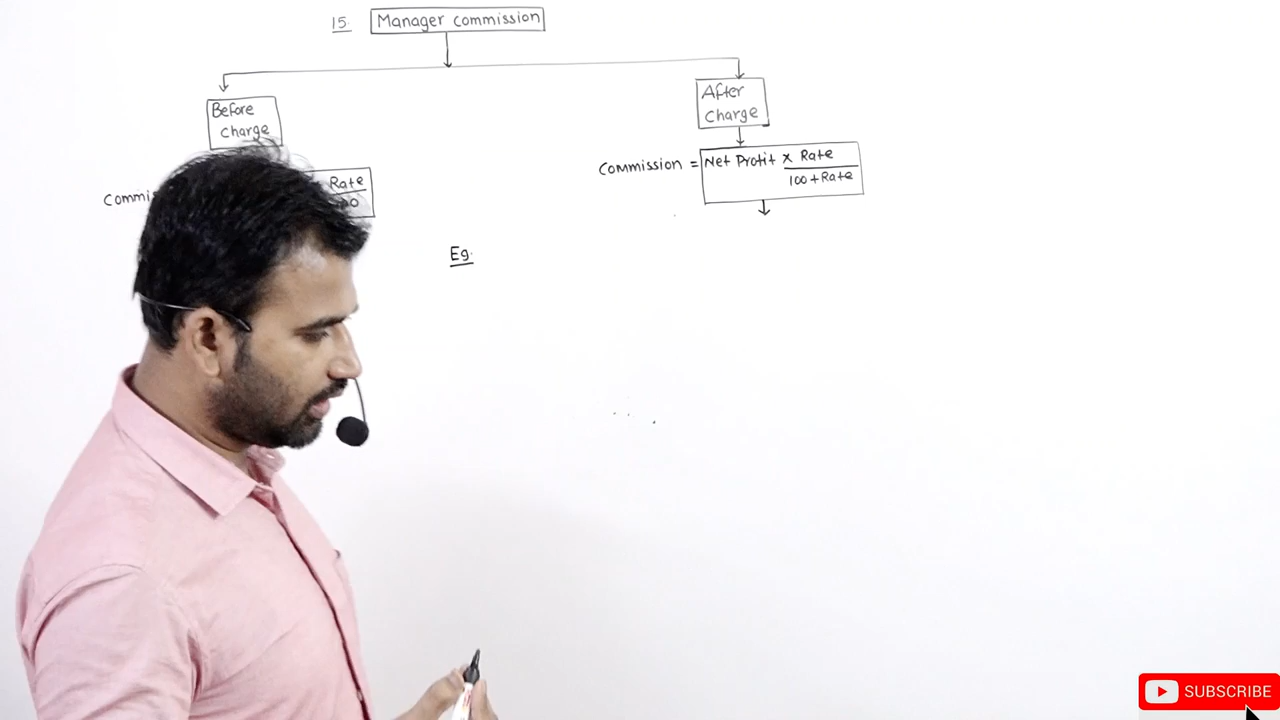 15. Manager commission
Before
charge
After
charge
Commission = Net Profit x Rate
100 + Rate
Rate
Eg.
SUBSCRIBE